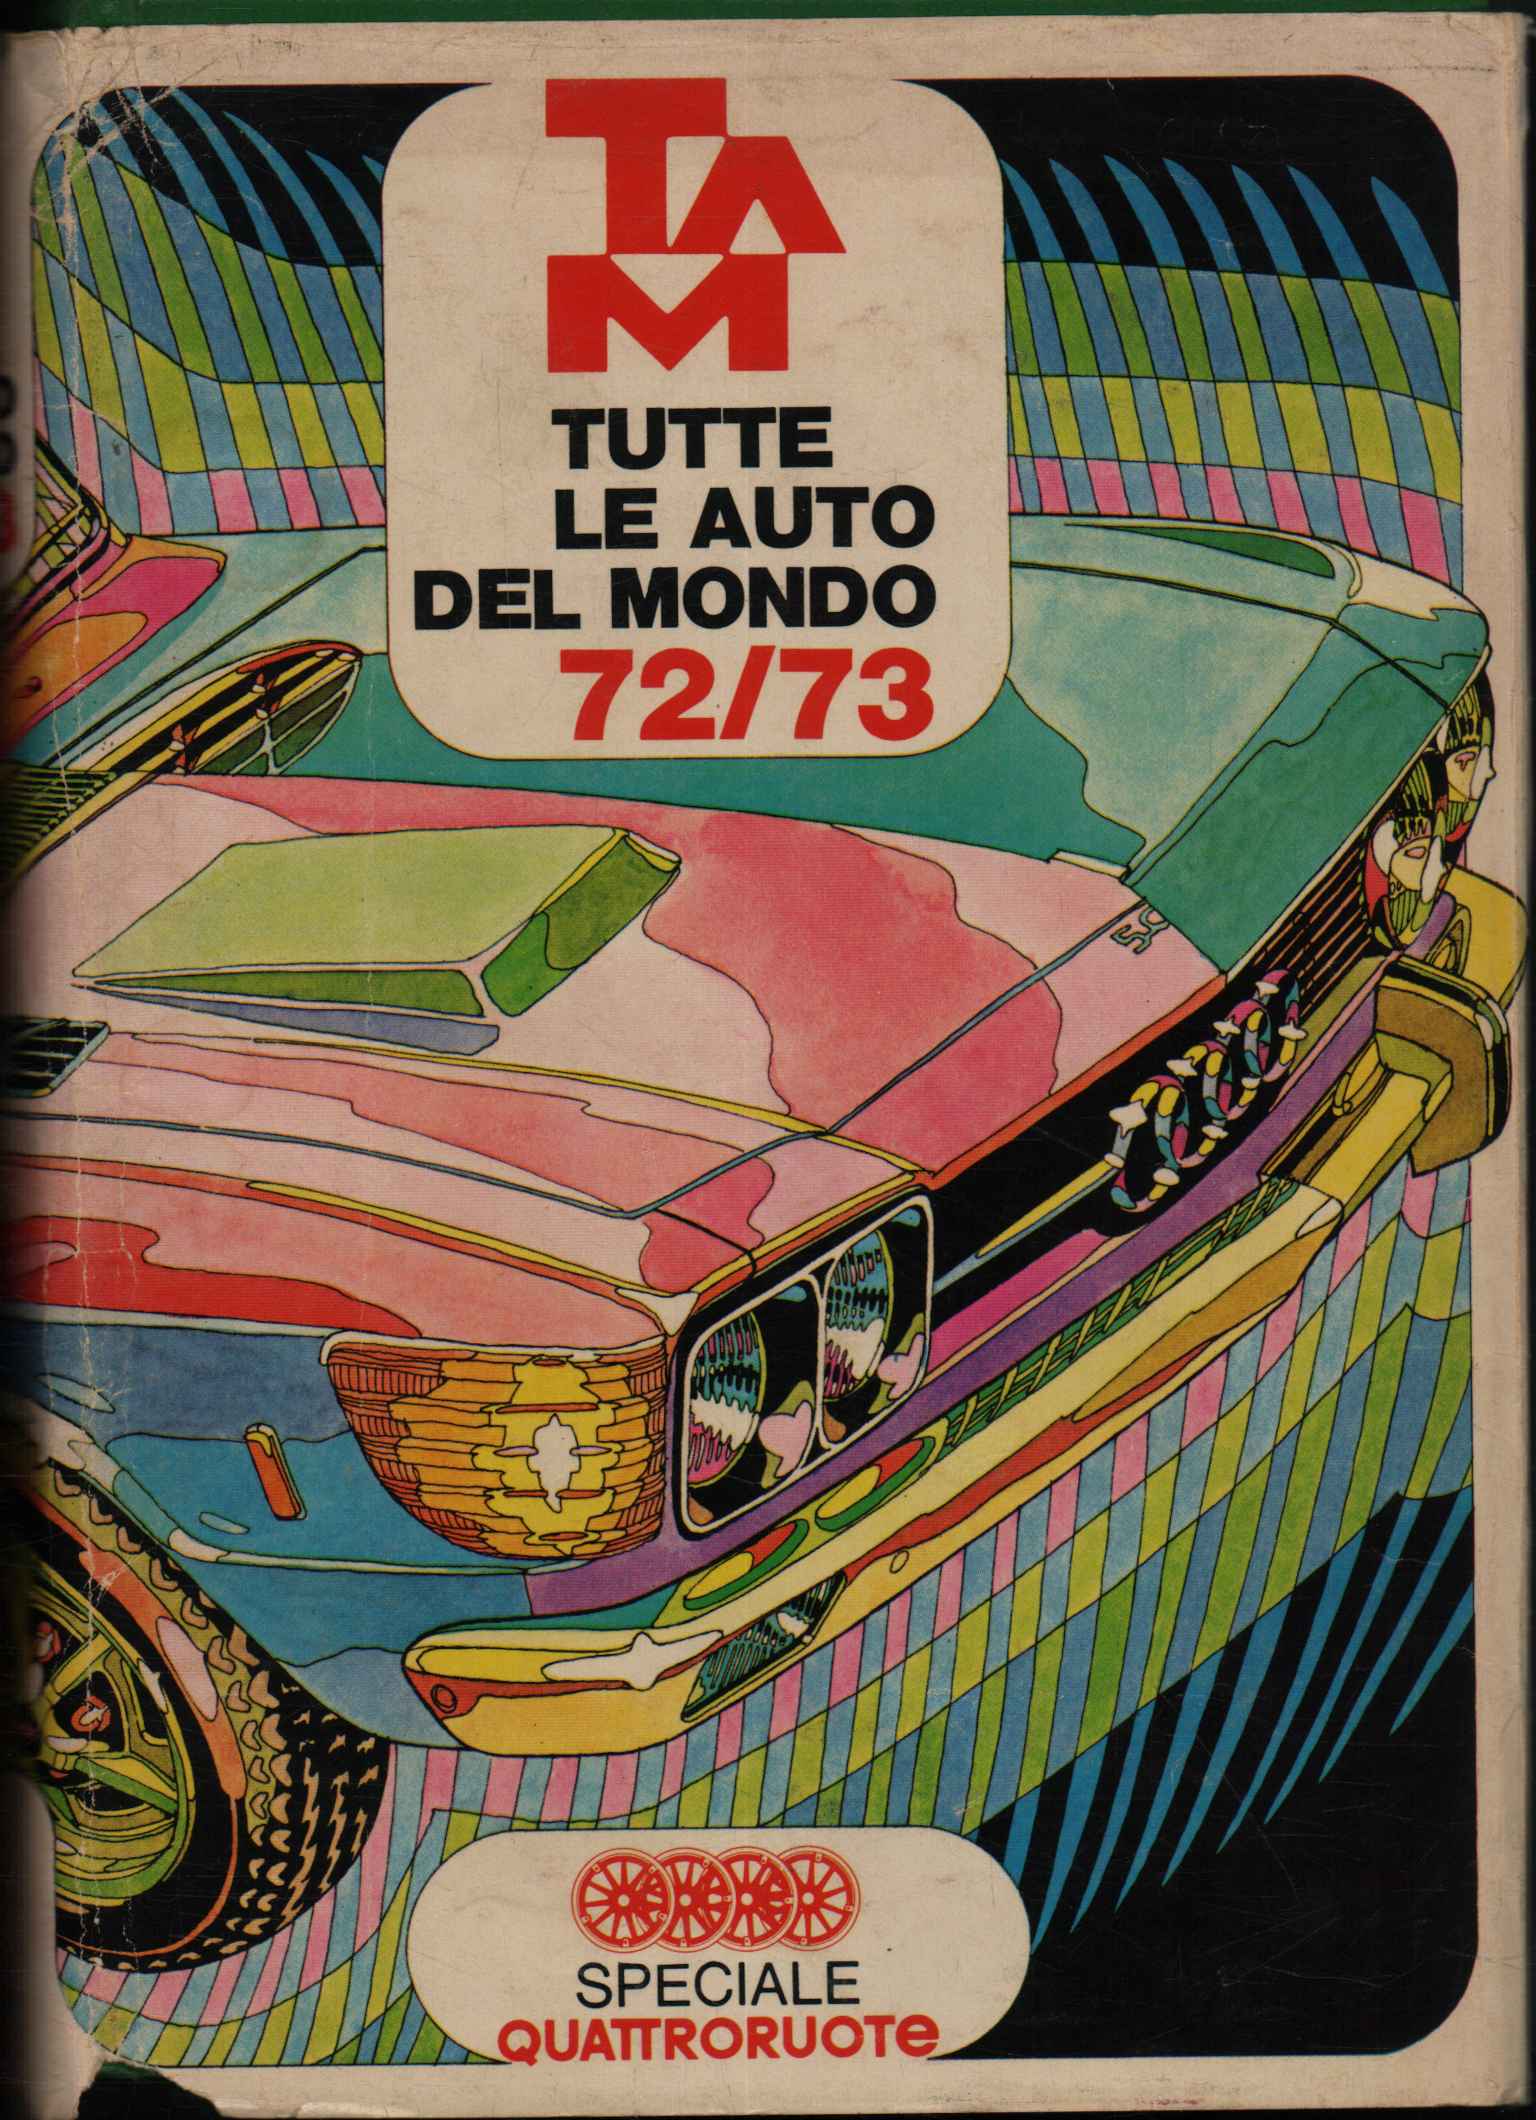 TAM
TUTTE
LE AUTO
DEL MONDO
72/73
SPECIALE
QUATTRORUOTe